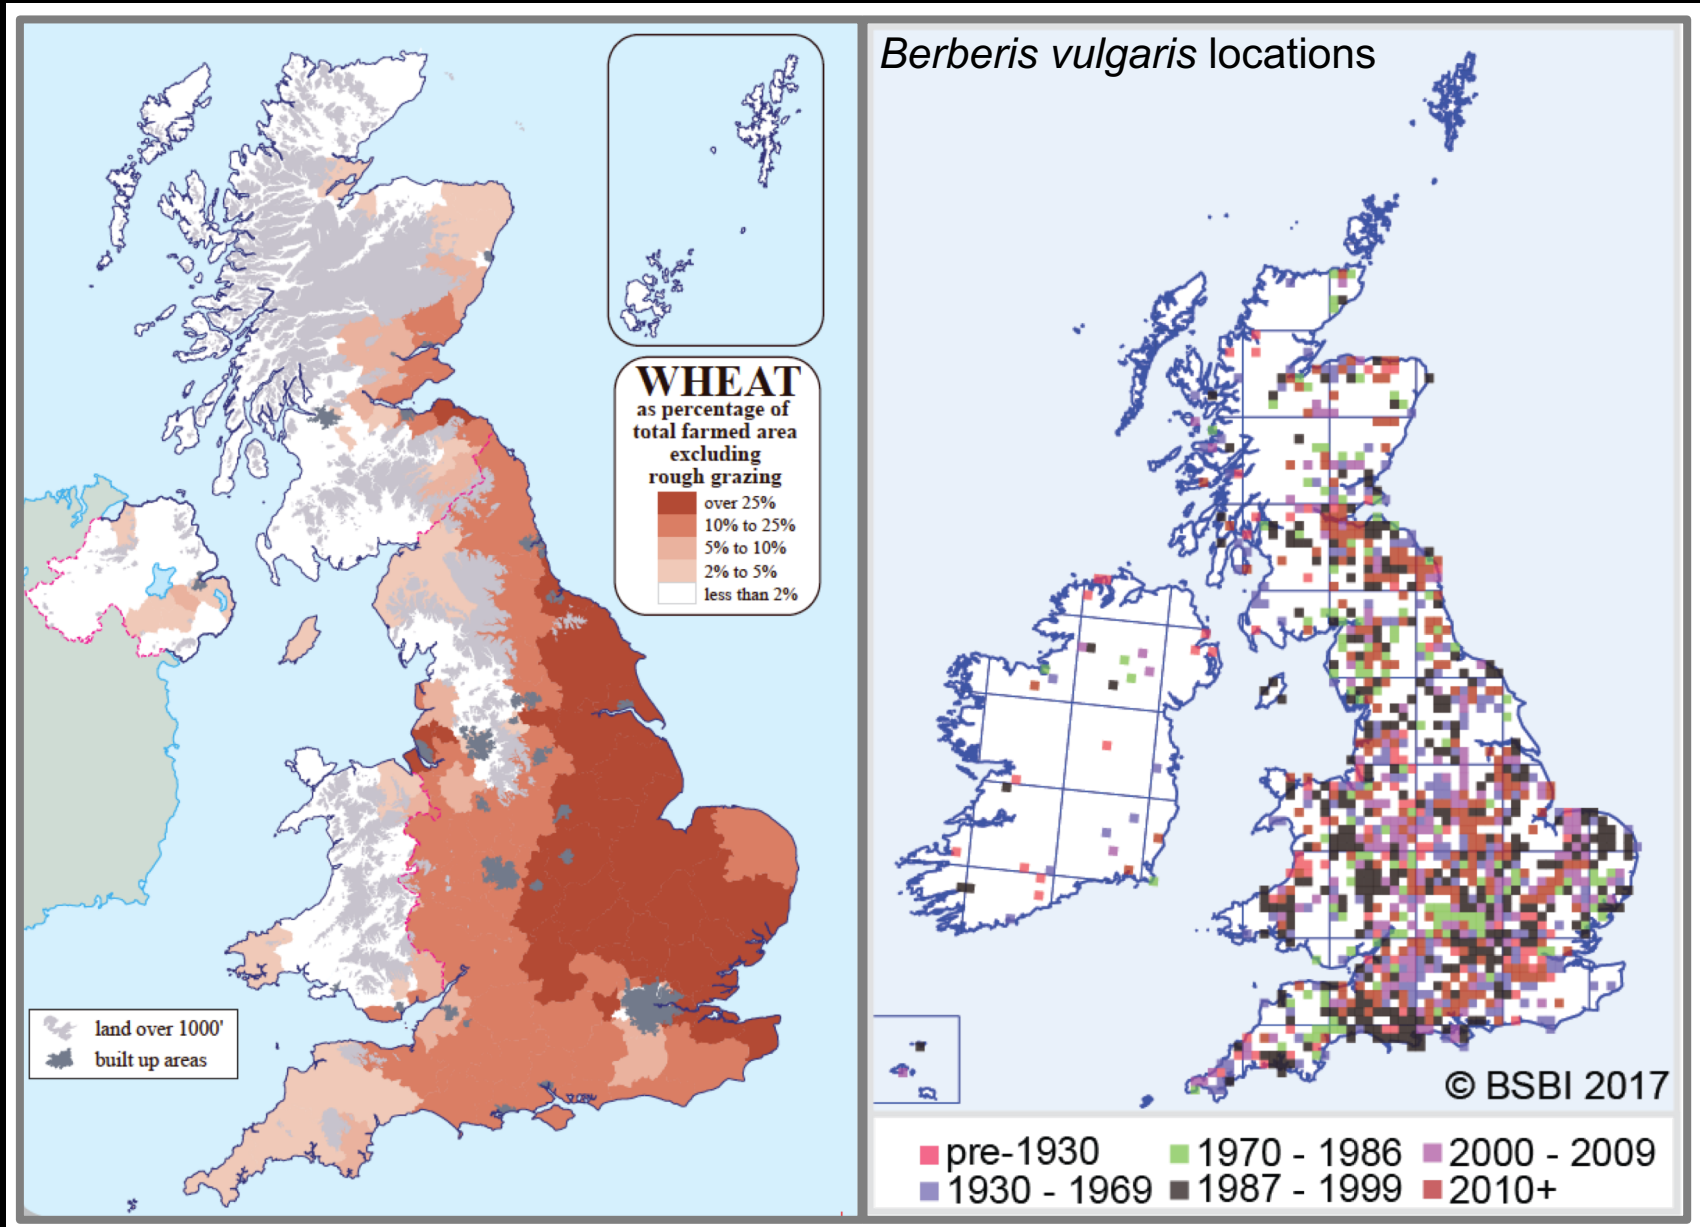 WHEAT
as percentage of
total farmed area
excluding
rough grazing
over 25%
10% to 25%
5% to 10%
2% to 5%
less than 2%
land over 1000'
built up areas
Berberis vulgaris locations
© BSBI 2017
pre-1930
1970 - 1986
2000 - 2009
1930 - 1969
1987 - 1999
2010+